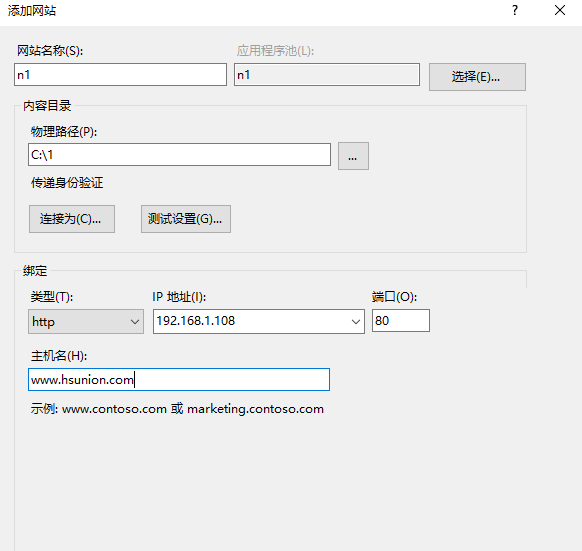 添加网站
?
网站名称(S): 应用程序池(L):
n1 n1 选择(E)...
内容目录
物理路径(P):
C:\1 ...
传递身份验证
连接为(C)... 测试设置(G)...
绑定
类型(T): IP 地址(I): 端口(O):
http 192.168.1.108 80
主机名(H):
www.hsunion.com
示例: www.contoso.com 或 marketing.contoso.com